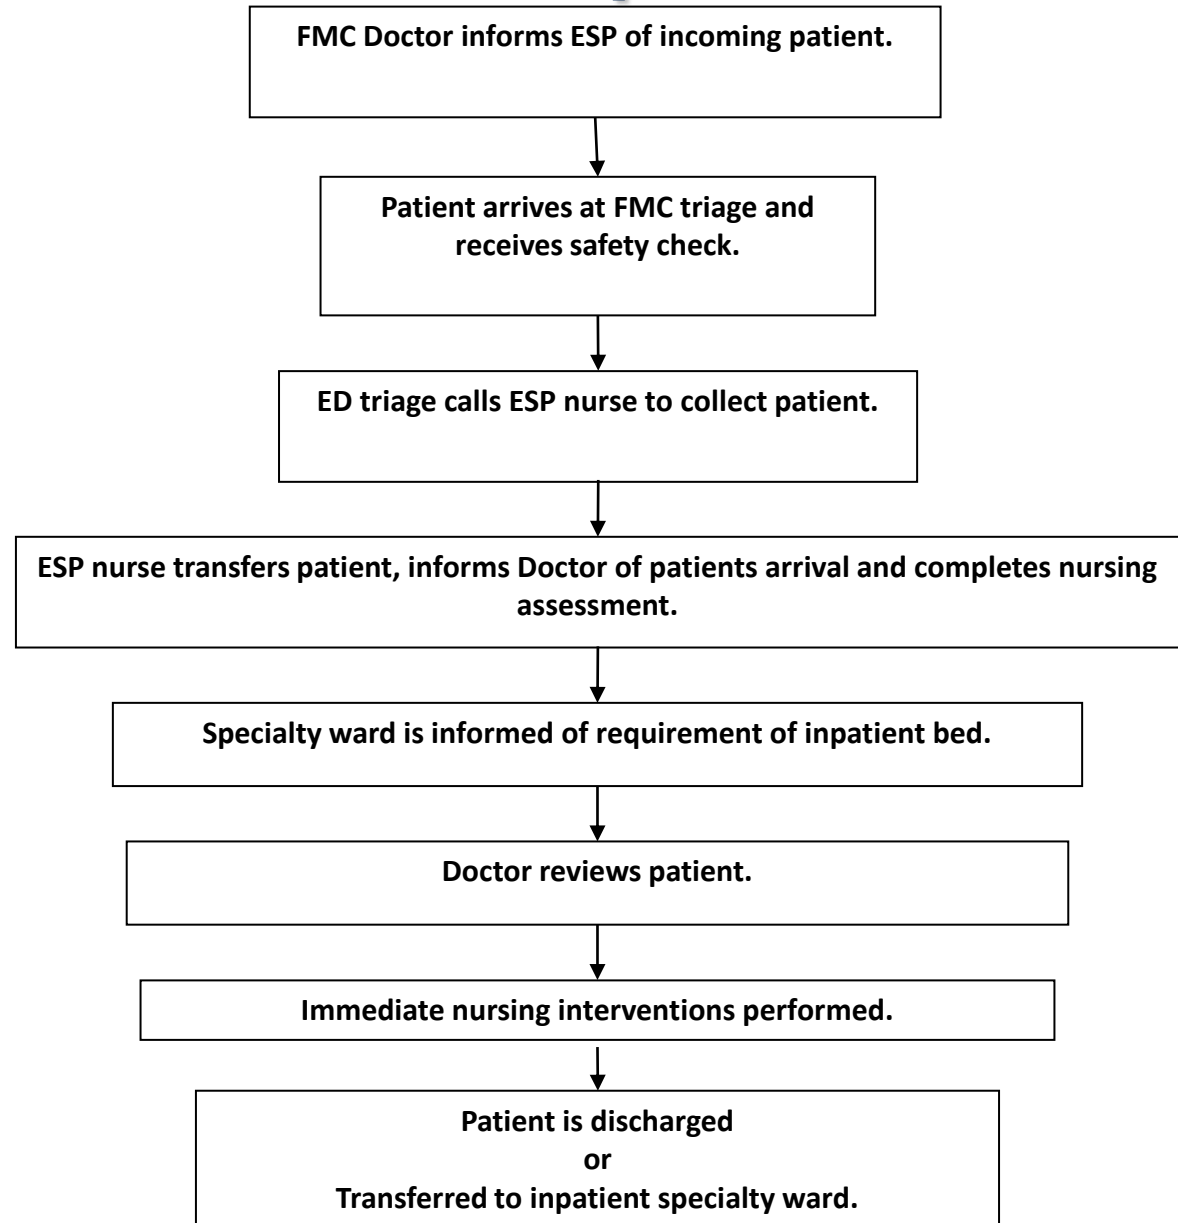 FMC Doctor informs ESP of incoming patient.
Patient arrives at FMC triage and
receives safety check.
ED triage calls ESP nurse to collect patient.
ESP nurse transfers patient, informs Doctor of patients arrival and completes nursing
assessment.
Specialty ward is informed of requirement of inpatient bed.
Doctor reviews patient.
Immediate nursing interventions performed.
Patient is discharged
or
Transferred to inpatient specialty ward.